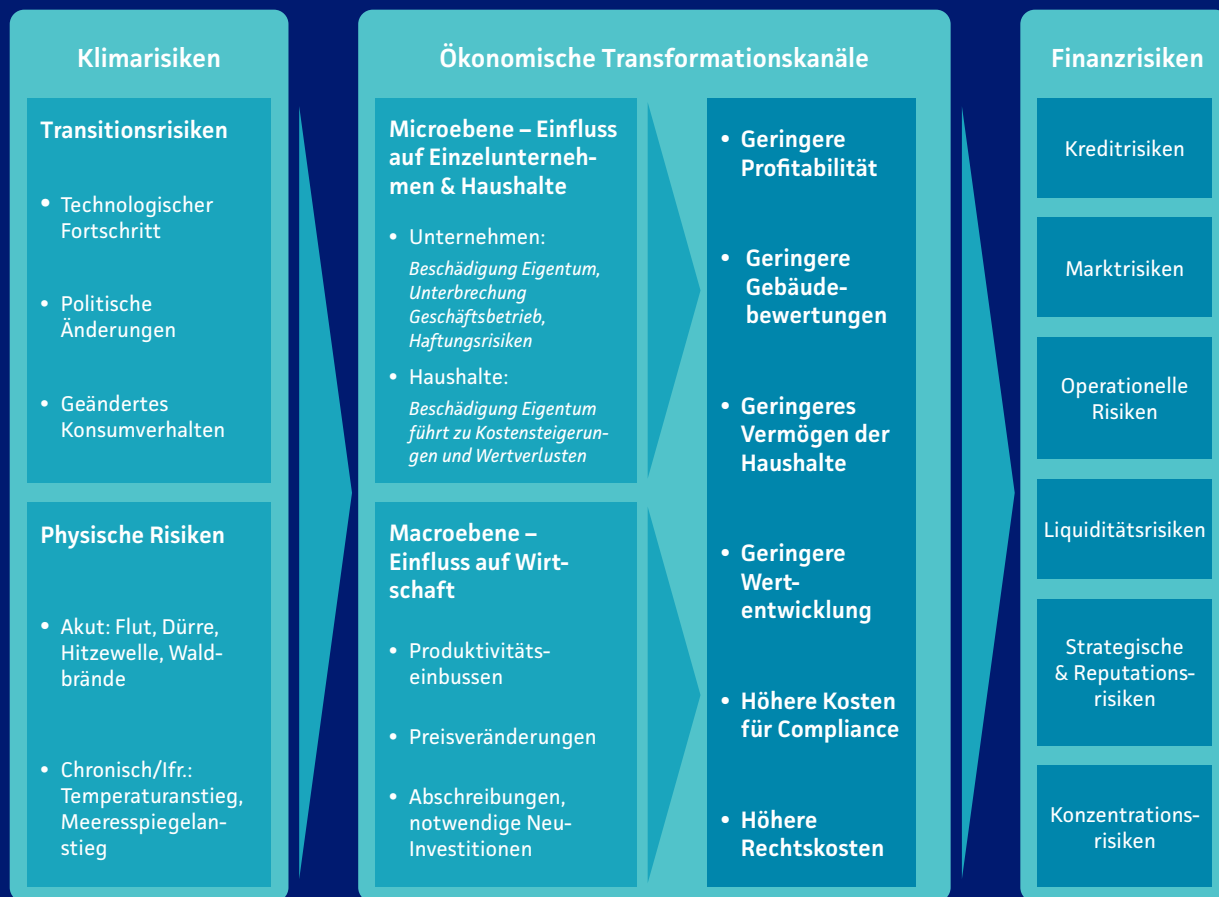 Klimarisiken
Transitionsrisiken
• Technologischer
Fortschritt
• Politische
Änderungen
• Geändertes
Konsumverhalten
Physische Risiken
• Akut: Flut, Dürre,
Hitzewelle, Wald-
brände
• Chronisch/lfr.:
Temperaturanstieg,
Meeresspiegelan-
stieg
Ökonomische Transformationskanäle
Microebene – Einfluss
auf Einzelunterneh-
men & Haushalte
• Unternehmen:
Beschädigung Eigentum,
Unterbrechung
Geschäftsbetrieb,
Haftungsrisiken
• Haushalte:
Beschädigung Eigentum
führt zu Kostensteigerun-
gen und Wertverlusten
Macroebene –
Einfluss auf Wirt-
schaft
• Produktivitäts-
einbussen
• Preisveränderungen
• Abschreibungen,
notwendige Neu-
Investitionen
• Geringere
Profitabilität
• Geringere
Gebäude-
bewertungen
• Geringeres
Vermögen der
Haushalte
• Geringere
Wert-
entwicklung
• Höhere Kosten
für Compliance
• Höhere
Rechtskosten
Finanzrisiken
Kreditrisiken
Marktrisiken
Operationelle
Risiken
Liquiditätsrisiken
Strategische
& Reputations-
risiken
Konzentrations-
risiken